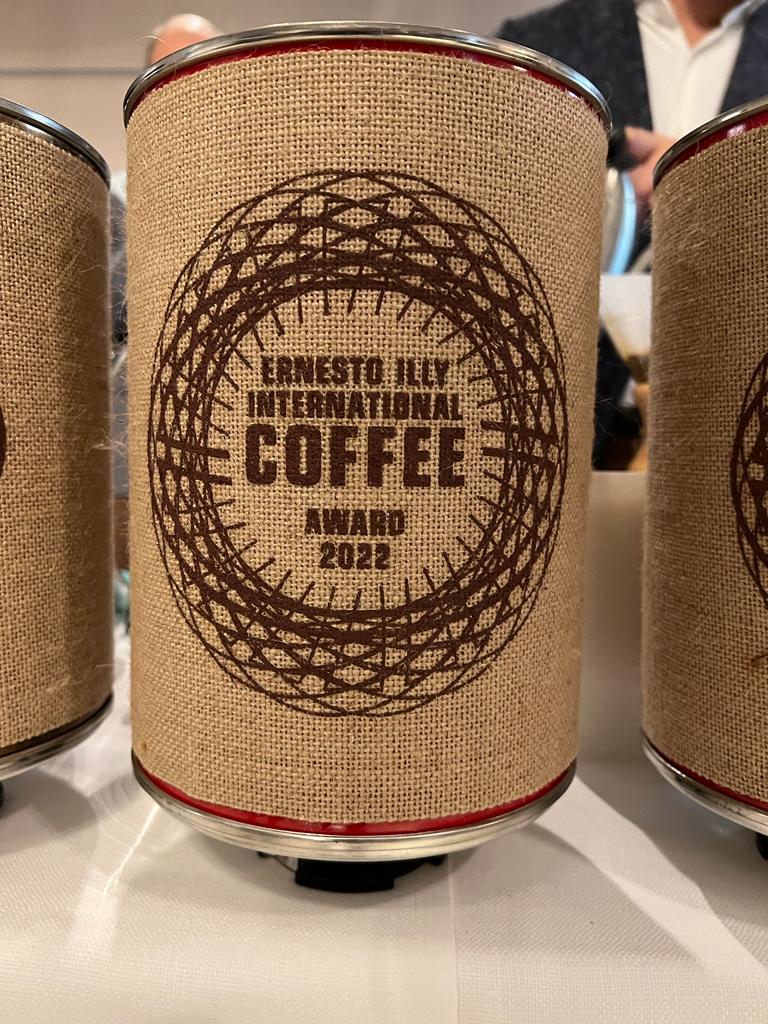 ERNESTO ILLY
INTERNATIONAL
COFFEE
AWARD
2022